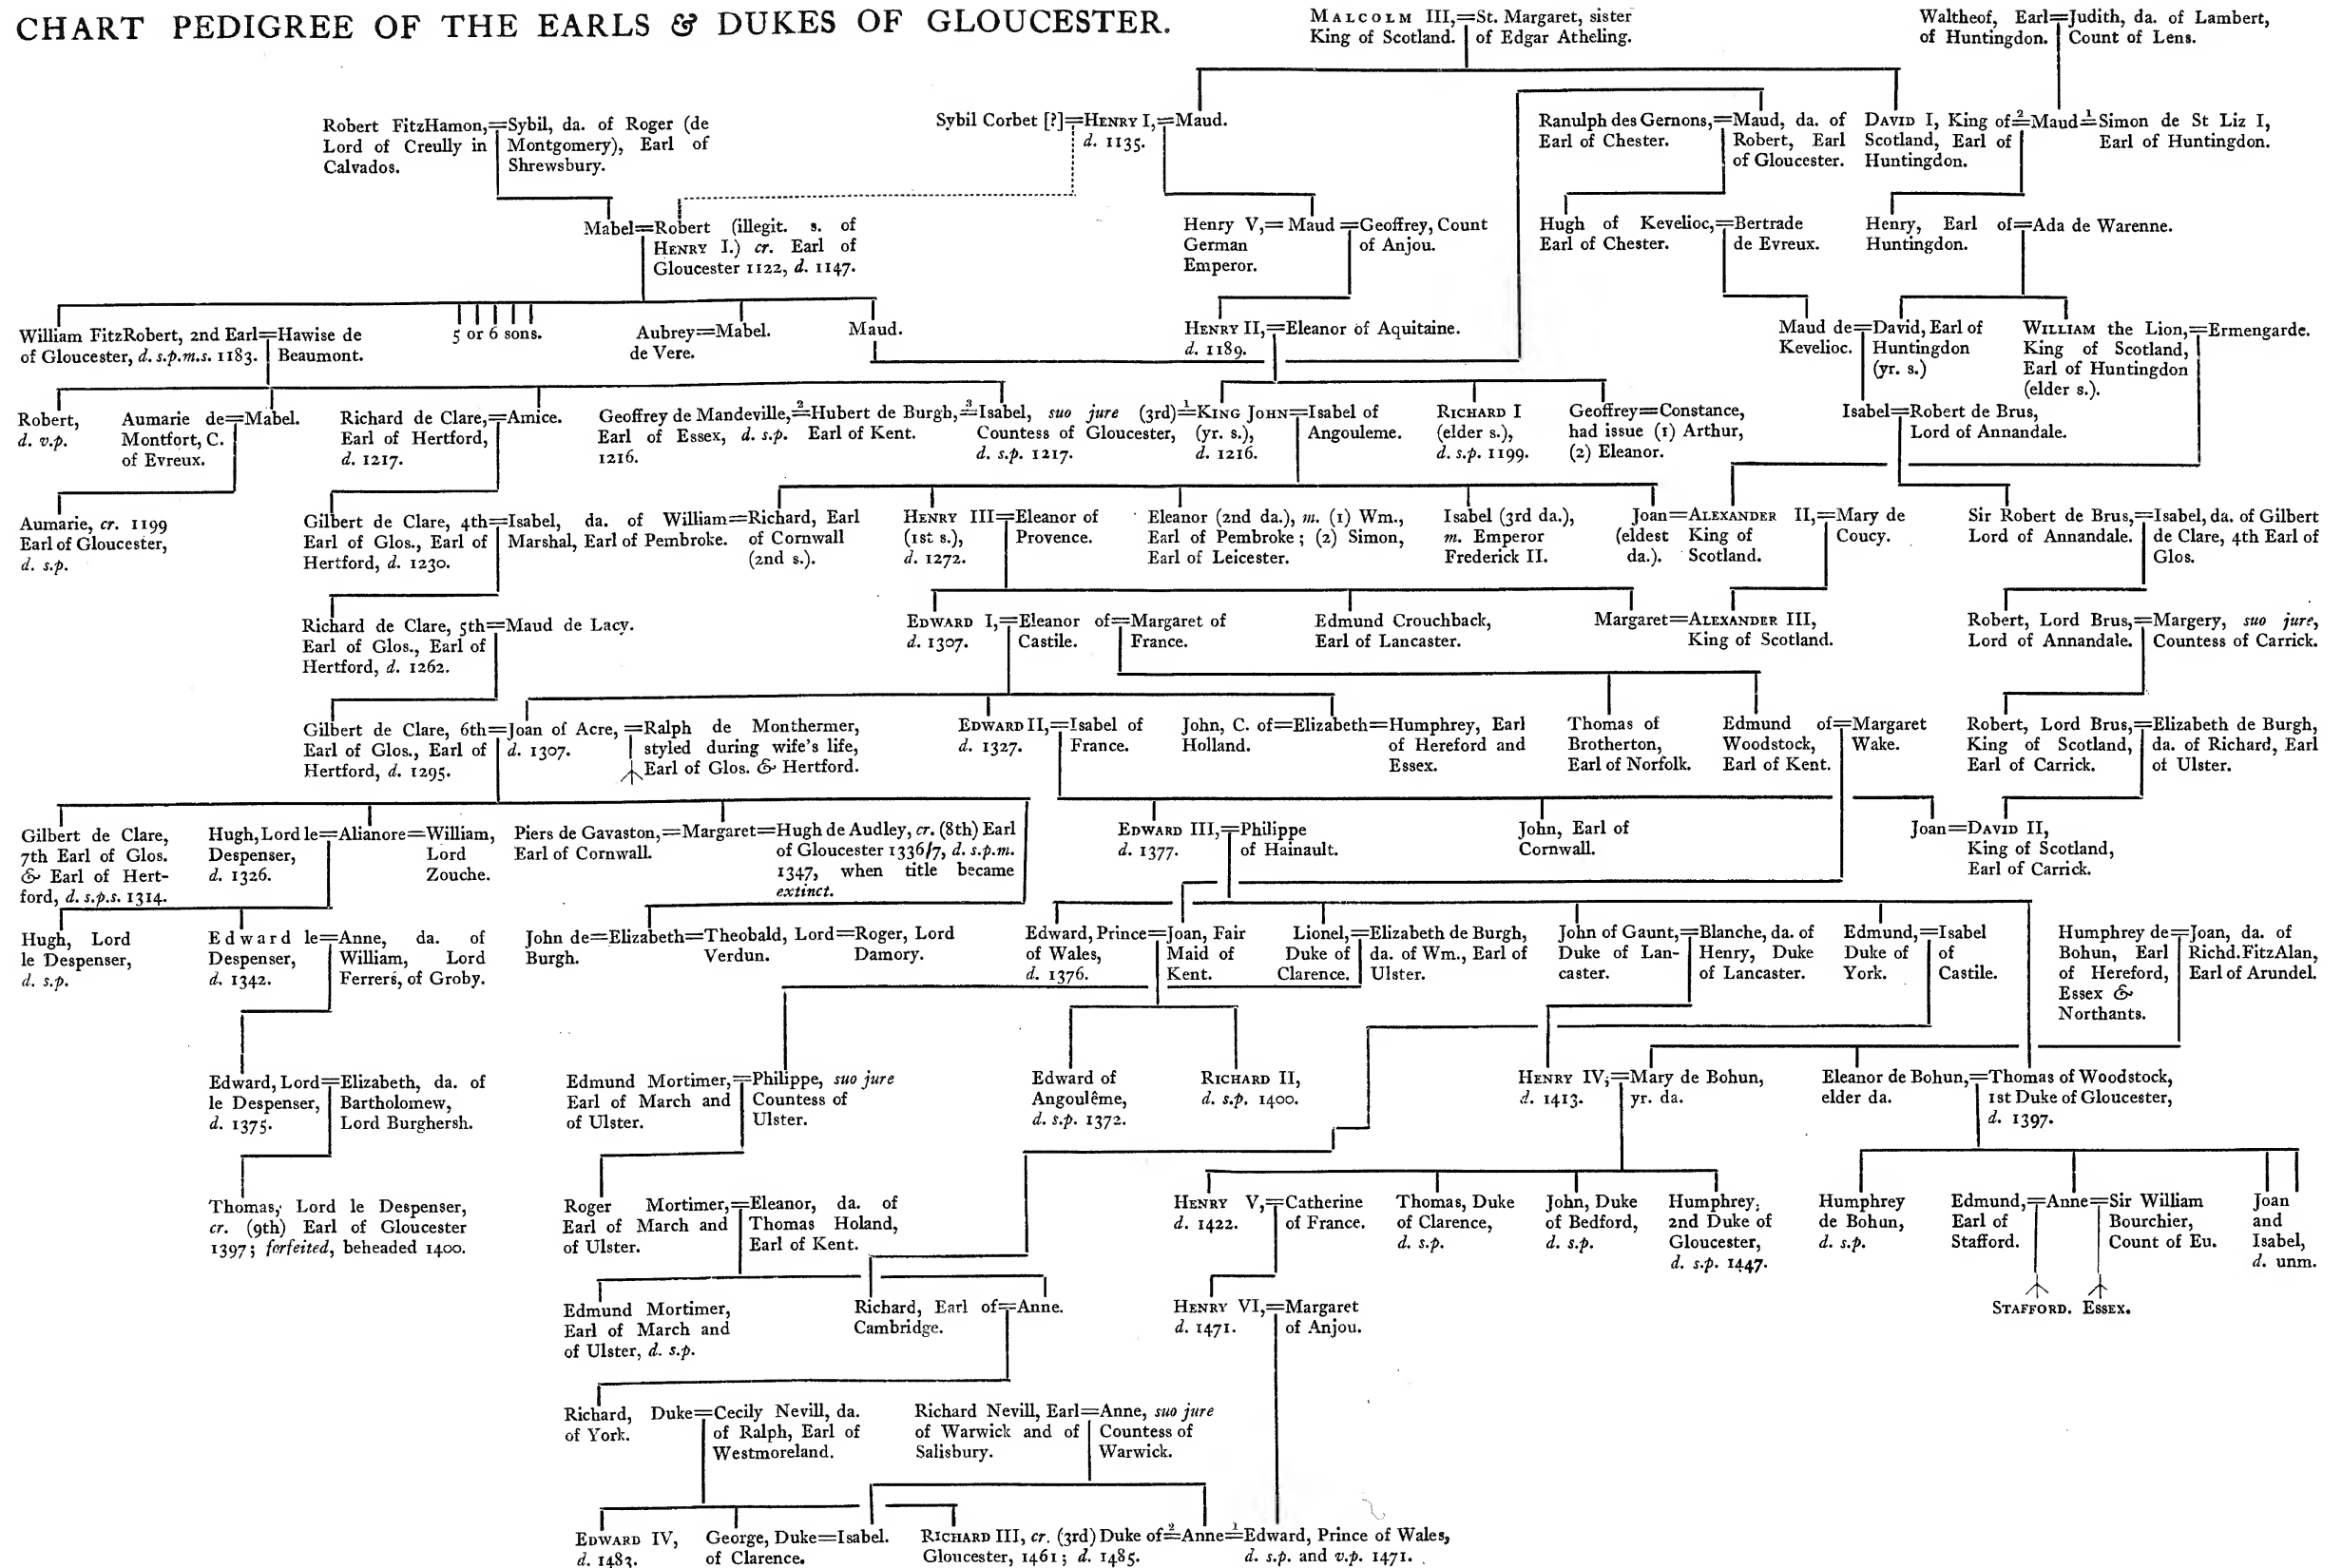 CHART PEDIGREE OF THE EARLS & DUKES OF GLOUCESTER.
MALCOLM III,=St. Margaret, sister
King of Scotland. of Edgar Atheling.
Waltheof, Earl=Judith, da. of Lambert,
of Huntingdon. Count of Lens.
Robert FitzHamon,=Sybil, da. of Roger (de
Lord of Creully in Montgomery), Earl of
Calvados. Shrewsbury.
Sybil Corbet [?]=HENRY I,=Maud.
d. 1135.
Ranulph des Gernons,=Maud, da. of
Earl of Chester. Robert, Earl
of Gloucester.
DAVID I, King of=2Maud=1Simon de St Liz I,
Scotland, Earl of Earl of Huntingdon.
Huntingdon.
Mabel=Robert (illegit. s. of
HENRY I.) cr. Earl of
Gloucester 1122, d. 1147.
Henry V,=Maud=Geoffrey, Count
German of Anjou.
Emperor.
Hugh of Kevelioc,=Bertrade
Earl of Chester. de Evreux.
Henry, Earl of=Ada de Warenne.
Huntingdon.
William FitzRobert, 2nd Earl=Hawise de
of Gloucester, d. s.p.m.s. 1183. Beaumont.
5 or 6 sons.
Aubrey=Mabel.
de Vere.
Maud.
HENRY II,=Eleanor of Aquitaine.
d. 1189.
Maud de=David, Earl of
Kevelioc. Huntingdon
(yr. s.)
WILLIAM the Lion,=Ermengarde.
King of Scotland,
Earl of Huntingdon
(elder s.).
Robert,
d. v.p.
Aumarie de=Mabel.
Montfort, C.
of Evreux.
Richard de Clare,=Amice.
Earl of Hertford,
d. 1217.
Geoffrey de Mandeville,=2Hubert de Burgh,=3Isabel, suo jure (3rd)=1KING JOHN=Isabel of
Earl of Essex, d. s.p. Earl of Kent. Countess of Gloucester, (yr. s.), Angouleme.
1216. d. s.p. 1217. d. 1216.
RICHARD I
(elder s.),
d. s.p. 1199.
Geoffrey=Constance,
had issue (1) Arthur,
(2) Eleanor.
Isabel=Robert de Brus,
Lord of Annandale.
Aumarie, cr. 1199
Earl of Gloucester,
d. s.p.
Gilbert de Clare, 4th=Isabel, da. of William=Richard, Earl
Earl of Glos., Earl of Marshal, Earl of Pembroke. of Cornwall
Hertford, d. 1230. (2nd s.).
HENRY III=Eleanor of
(1st s.), Provence.
d. 1272.
Eleanor (2nd da.), m. (1) Wm.,
Earl of Pembroke; (2) Simon,
Earl of Leicester.
Isabel (3rd da.),
m. Emperor
Frederick II.
Joan=ALEXANDER II,=Mary de
(eldest King of Coucy.
da.). Scotland.
Sir Robert de Brus,=Isabel, da. of Gilbert
Lord of Annandale. de Clare, 4th Earl of
Glos.
Richard de Clare, 5th=Maud de Lacy.
Earl of Glos., Earl of
Hertford, d. 1262.
EDWARD I,=Eleanor of=Margaret of
d. 1307. Castile. France.
Edmund Crouchback,
Earl of Lancaster.
Margaret=ALEXANDER III,
King of Scotland.
Robert, Lord Brus,=Margery, suo jure,
Lord of Annandale. Countess of Carrick.
Gilbert de Clare, 6th=Joan of Acre,=Ralph de Monthermer,
Earl of Glos., Earl of d. 1307. styled during wife's life,
Hertford, d. 1295. Earl of Glos. & Hertford.
EDWARD II,=Isabel of
d. 1327. France.
John, C. of=Elizabeth=Humphrey, Earl
Holland. of Hereford and
Essex.
Thomas of
Brotherton,
Earl of Norfolk.
Edmund of=Margaret
Woodstock, Wake.
Earl of Kent.
Robert, Lord Brus,=Elizabeth de Burgh,
King of Scotland, da. of Richard, Earl
Earl of Carrick. of Ulster.
Gilbert de Clare,
7th Earl of Glos.
& Earl of Hert-
ford, d. s.p.s. 1314.
Hugh, Lord le=Alianore=William,
Despenser, Lord
d. 1326. Zouche.
Piers de Gavaston,=Margaret=Hugh de Audley, cr. (8th) Earl
Earl of Cornwall. of Gloucester 1336/7, d. s.p.m.
1347, when title became
extinct.
EDWARD III,=Philippe
d. 1377. of Hainault.
John, Earl of
Cornwall.
Joan=DAVID II,
King of Scotland,
Earl of Carrick.
Hugh, Lord
le Despenser,
d. s.p.
Edward le=Anne, da. of
Despenser, William, Lord
d. 1342. Ferrers, of Groby.
John de=Elizabeth=Theobald, Lord=Roger, Lord
Burgh. Verdun. Damory.
Edward, Prince=Joan, Fair
of Wales, Maid of
d. 1376. Kent.
Lionel,=Elizabeth de Burgh,
Duke of da. of Wm., Earl of
Clarence. Ulster.
John of Gaunt,=Blanche, da. of
Duke of Lan- Henry, Duke
caster. of Lancaster.
Edmund,=Isabel
Duke of of
York. Castile.
Humphrey de=Joan, da. of
Bohun, Earl Richd. FitzAlan,
of Hereford, Earl of Arundel.
Essex &
Northants.
Edward, Lord=Elizabeth, da. of
le Despenser, Bartholomew,
d. 1375. Lord Burghersh.
Edmund Mortimer,=Philippe, suo jure
Earl of March and Countess of
of Ulster. Ulster.
Edward of
Angoulême,
d. s.p. 1372.
RICHARD II,
d. s.p. 1400.
HENRY IV,=Mary de Bohun,
d. 1413. yr. da.
Eleanor de Bohun,=Thomas of Woodstock,
elder da. 1st Duke of Gloucester,
d. 1397.
Thomas, Lord le Despenser,
cr. (9th) Earl of Gloucester
1397; forfeited, beheaded 1400.
Roger Mortimer,=Eleanor, da. of
Earl of March and Thomas Holand,
of Ulster. Earl of Kent.
HENRY V,=Catherine
d. 1422. of France.
Thomas, Duke
of Clarence,
d. s.p.
John, Duke
of Bedford,
d. s.p.
Humphrey,
2nd Duke of
Gloucester,
d. s.p. 1447.
Humphrey
de Bohun,
d. s.p.
Edmund,=Anne=Sir William
Earl of Bourchier,
Stafford. Count of Eu.
Joan
and
Isabel,
d. unm.
STAFFORD. ESSEX.
Edmund Mortimer,
Earl of March and
of Ulster, d. s.p.
Richard, Earl of=Anne.
Cambridge.
HENRY VI,=Margaret
d. 1471. of Anjou.
Richard, Duke=Cecily Nevill, da.
of York. of Ralph, Earl of
Westmoreland.
Richard Nevill, Earl=Anne, suo jure
of Warwick and of Countess of
Salisbury. Warwick.
EDWARD IV,
d. 1483.
George, Duke=Isabel.
of Clarence.
RICHARD III, cr. (3rd) Duke of=2Anne=1Edward, Prince of Wales,
Gloucester, 1461; d. 1485. d. s.p. and v.p. 1471.